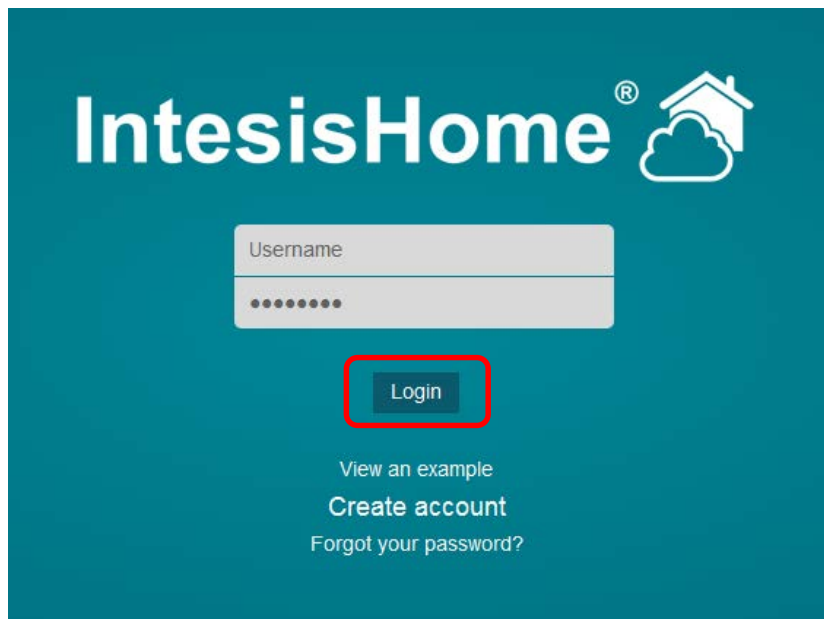 IntesisHome®
Username
••••••••
Login
View an example
Create account
Forgot your password?